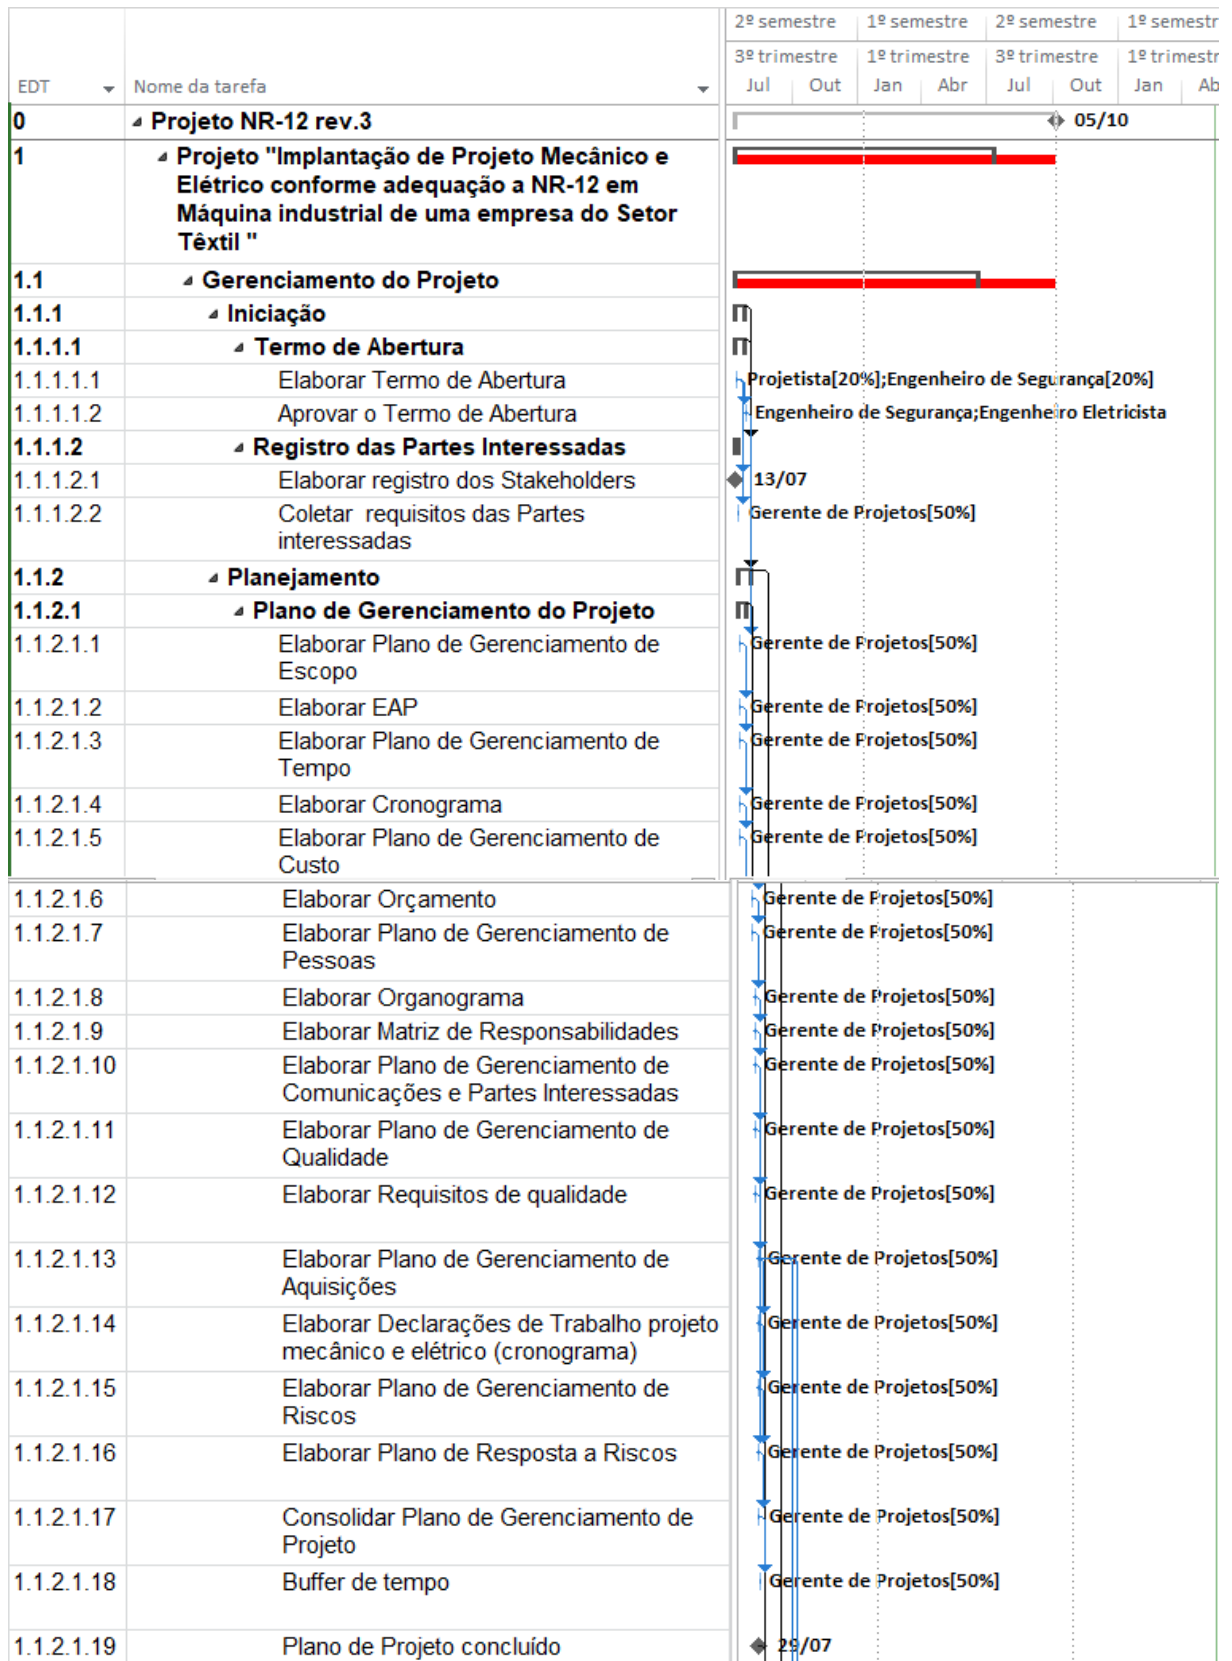 2º semestre 1º semestre 2º semestre 1º semestr
3º trimestre 1º trimestre 3º trimestre 1º trimestr
EDT Nome da tarefa Jul Out Jan Abr Jul Out Jan Ab
0 Projeto NR-12 rev.3 05/10
1 Projeto "Implantação de Projeto Mecânico e
Elétrico conforme adequação a NR-12 em
Máquina industrial de uma empresa do Setor
Têxtil "
1.1 Gerenciamento do Projeto
1.1.1 Iniciação
1.1.1.1 Termo de Abertura
1.1.1.1.1 Elaborar Termo de Abertura Projetista[20%];Engenheiro de Segurança[20%]
1.1.1.1.2 Aprovar o Termo de Abertura Engenheiro de Segurança;Engenheiro Eletricista
1.1.1.2 Registro das Partes Interessadas
1.1.1.2.1 Elaborar registro dos Stakeholders 13/07
1.1.1.2.2 Coletar requisitos das Partes Gerente de Projetos[50%]
interessadas
1.1.2 Planejamento
1.1.2.1 Plano de Gerenciamento do Projeto
1.1.2.1.1 Elaborar Plano de Gerenciamento de Gerente de Projetos[50%]
Escopo
1.1.2.1.2 Elaborar EAP Gerente de Projetos[50%]
1.1.2.1.3 Elaborar Plano de Gerenciamento de Gerente de Projetos[50%]
Tempo
1.1.2.1.4 Elaborar Cronograma Gerente de Projetos[50%]
1.1.2.1.5 Elaborar Plano de Gerenciamento de Gerente de Projetos[50%]
Custo
1.1.2.1.6 Elaborar Orçamento Gerente de Projetos[50%]
1.1.2.1.7 Elaborar Plano de Gerenciamento de Gerente de Projetos[50%]
Pessoas
1.1.2.1.8 Elaborar Organograma Gerente de Projetos[50%]
1.1.2.1.9 Elaborar Matriz de Responsabilidades Gerente de Projetos[50%]
1.1.2.1.10 Elaborar Plano de Gerenciamento de Gerente de Projetos[50%]
Comunicações e Partes Interessadas
1.1.2.1.11 Elaborar Plano de Gerenciamento de Gerente de Projetos[50%]
Qualidade
1.1.2.1.12 Elaborar Requisitos de qualidade Gerente de Projetos[50%]
1.1.2.1.13 Elaborar Plano de Gerenciamento de Gerente de Projetos[50%]
Aquisições
1.1.2.1.14 Elaborar Declarações de Trabalho projeto Gerente de Projetos[50%]
mecânico e elétrico (cronograma)
1.1.2.1.15 Elaborar Plano de Gerenciamento de Gerente de Projetos[50%]
Riscos
1.1.2.1.16 Elaborar Plano de Resposta a Riscos Gerente de Projetos[50%]
1.1.2.1.17 Consolidar Plano de Gerenciamento de Gerente de Projetos[50%]
Projeto
1.1.2.1.18 Buffer de tempo Gerente de Projetos[50%]
1.1.2.1.19 Plano de Projeto concluído 29/07